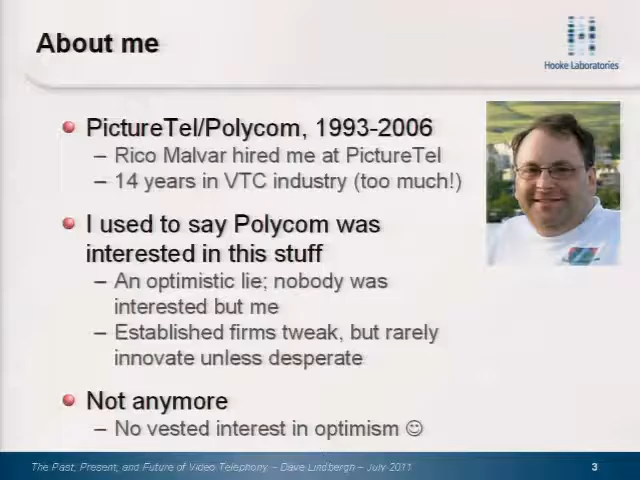 About me
Hooke Laboratories
PictureTel/Polycom, 1993-2006
– Rico Malvar hired me at PictureTel
– 14 years in VTC industry (too much!)
I used to say Polycom was
interested in this stuff
– An optimistic lie; nobody was
interested but me
– Established firms tweak, but rarely
innovate unless desperate
Not anymore
– No vested interest in optimism ☺
The Past, Present, and Future of Video Telephony – Dave Lindbergh – July 2011
3